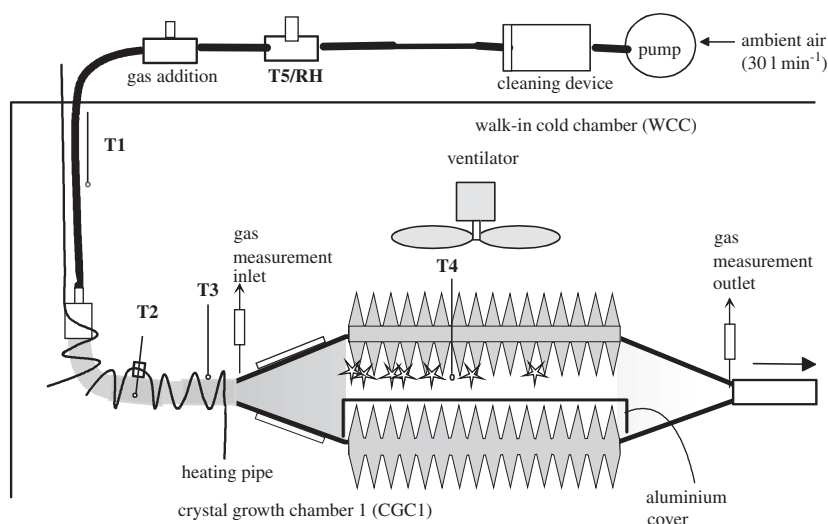 gas addition
T5/RH
cleaning device
pump
ambient air
(30 l min-1)
walk-in cold chamber (WCC)
T1
ventilator
gas
measurement
inlet
T4
gas
measurement
outlet
T2
T3
heating pipe
crystal growth chamber 1 (CGC1)
aluminium
cover